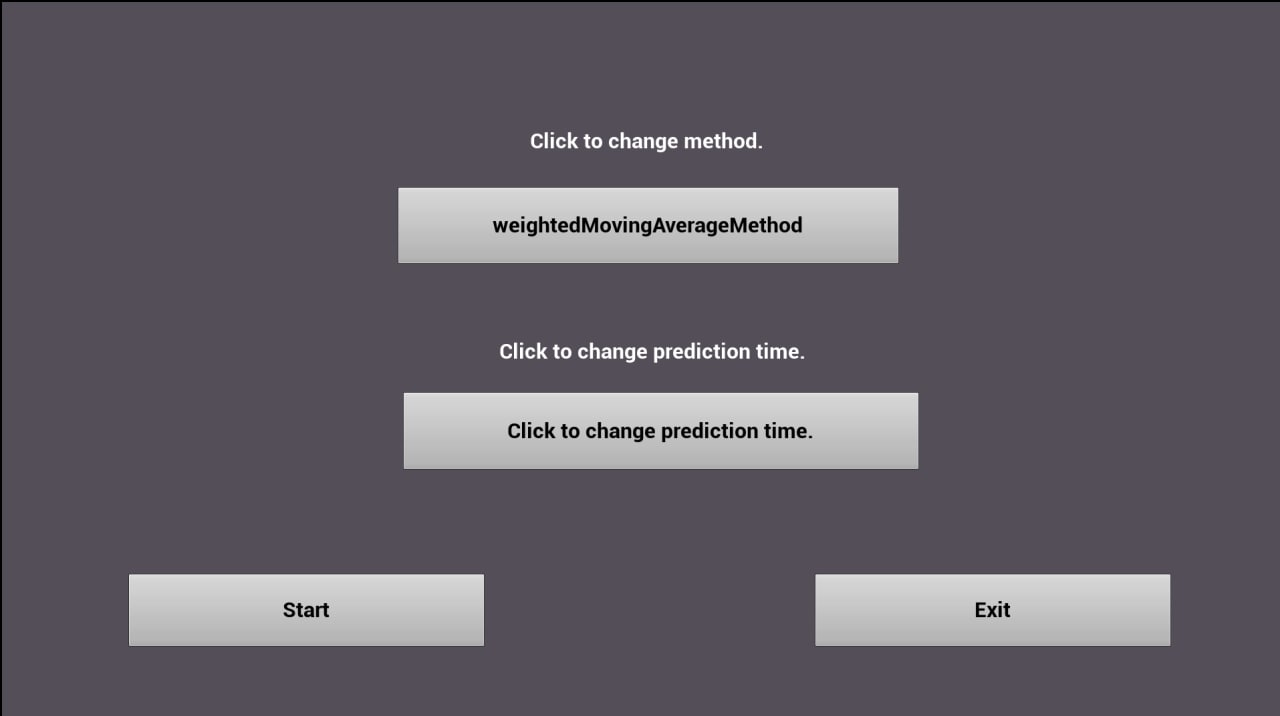 Click to change method.
weightedMovingAverageMethod
Click to change prediction time.
Click to change prediction time.
Start
Exit